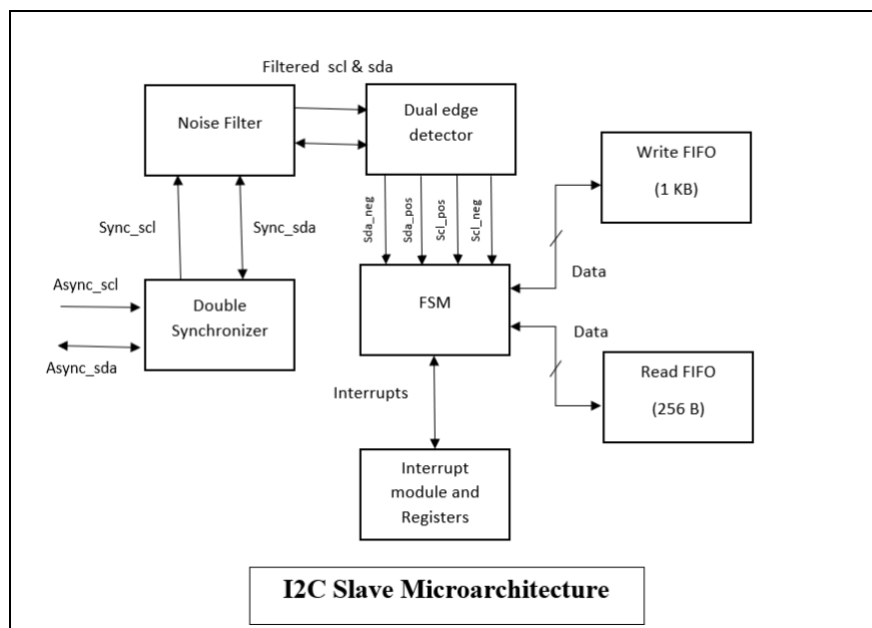 Filtered scl & sda
Noise Filter
Dual edge
detector
Write FIFO
(1 KB)
Sync_scl
Sync_sda
Sda_neg
Sda_pos
Scl_pos
Scl_neg
Async_scl
Data
Double
Synchronizer
FSM
Data
Async_sda
Read FIFO
(256 B)
Interrupts
Interrupt
module and
Registers
I2C Slave Microarchitecture